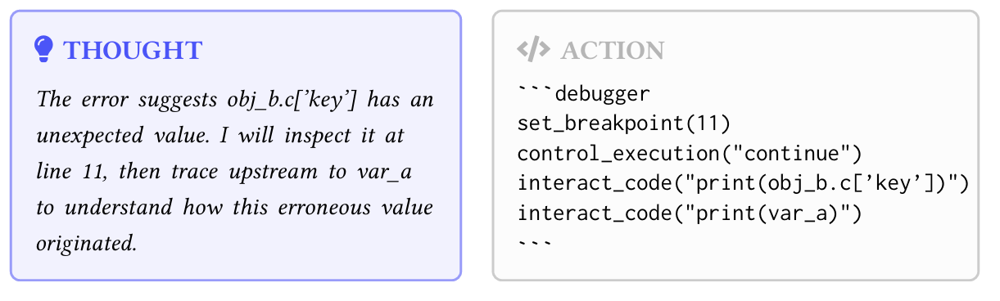 THOUGHT
The error suggests obj_b.c[’key’] has an
unexpected value. I will inspect it at
line 11, then trace upstream to var_a
to understand how this erroneous value
originated.
ACTION
```debugger
set_breakpoint(11)
control_execution("continue")
interact_code("print(obj_b.c[’key’])")
interact_code("print(var_a)")
```